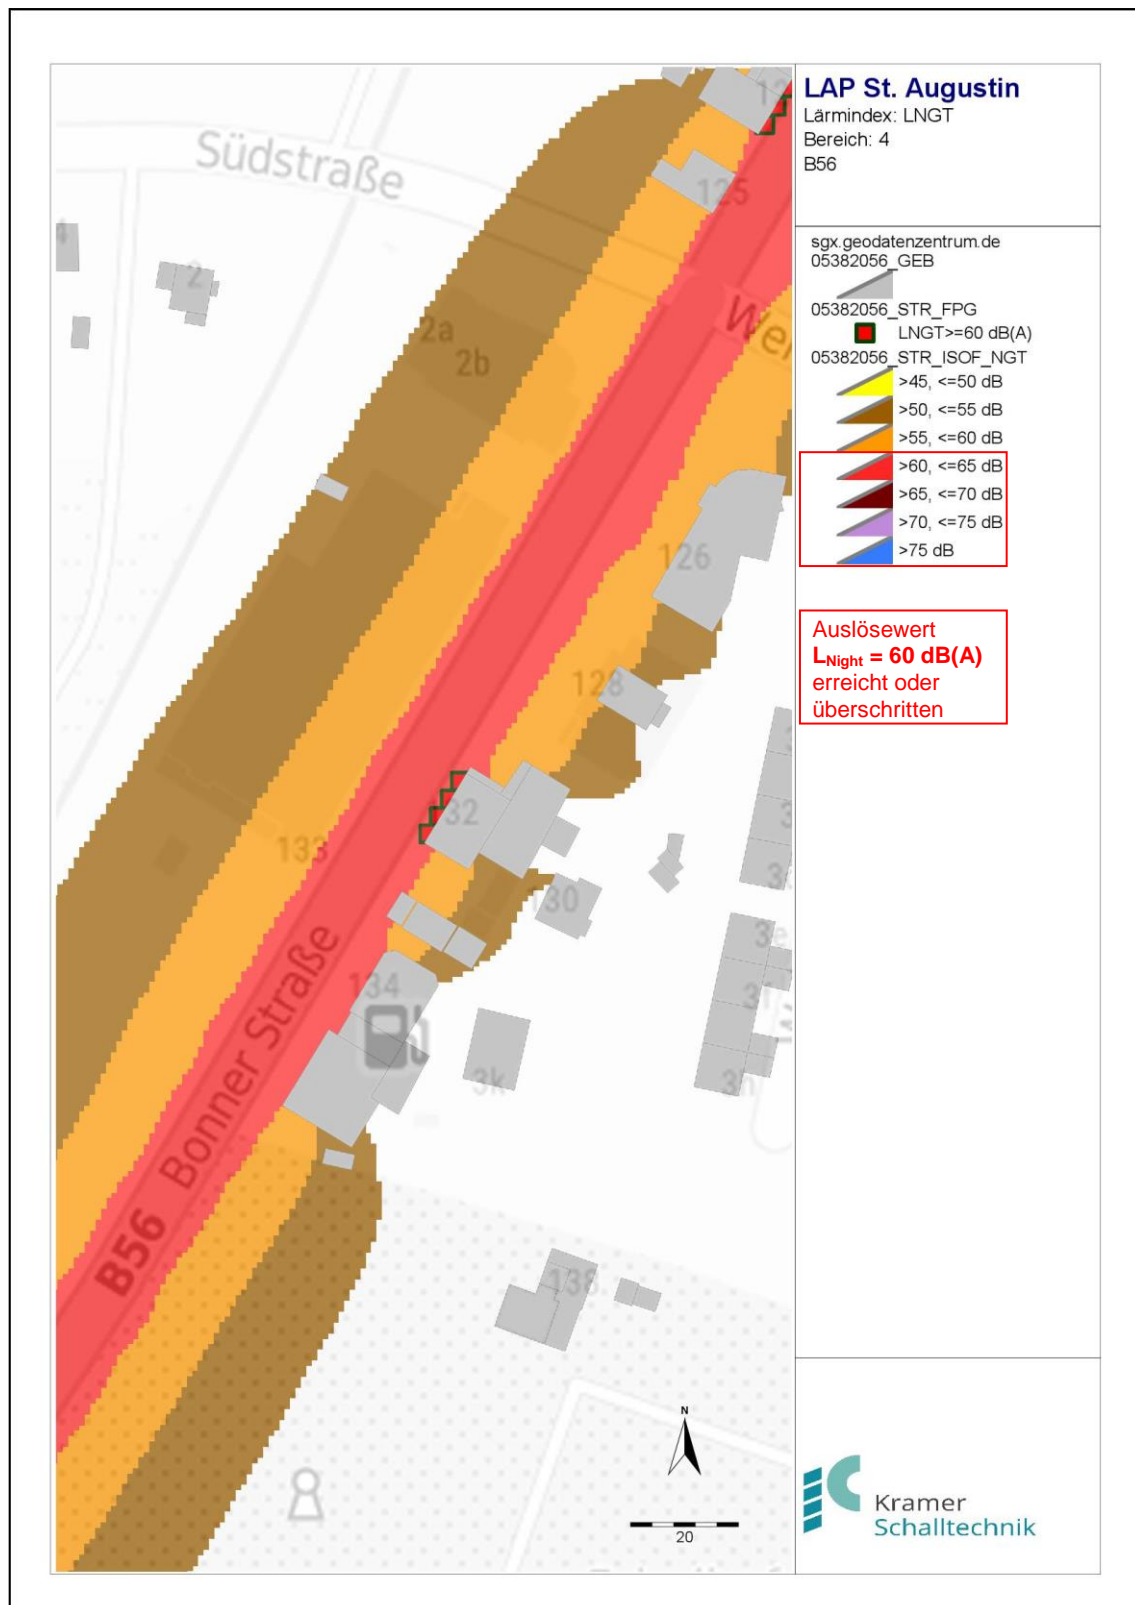 LAP St. Augustin
Lärmindex: LNGT
Bereich: 4
B56
sgx.geodatenzentrum.de
05382056_GEB
05382056_STR_FPG
LNGT>=60 dB(A)
05382056_STR_ISOF_NGT
>45, <=50 dB
>50, <=55 dB
>55, <=60 dB
>60, <=65 dB
>65, <=70 dB
>70, <=75 dB
>75 dB
Auslösewert
LNight = 60 dB(A)
erreicht oder
überschritten
Südstraße
125
2
2a
2b
126
128
132
133
130
134
3k
3h
138
B56 Bonner Straße
N
20
Kramer
Schalltechnik